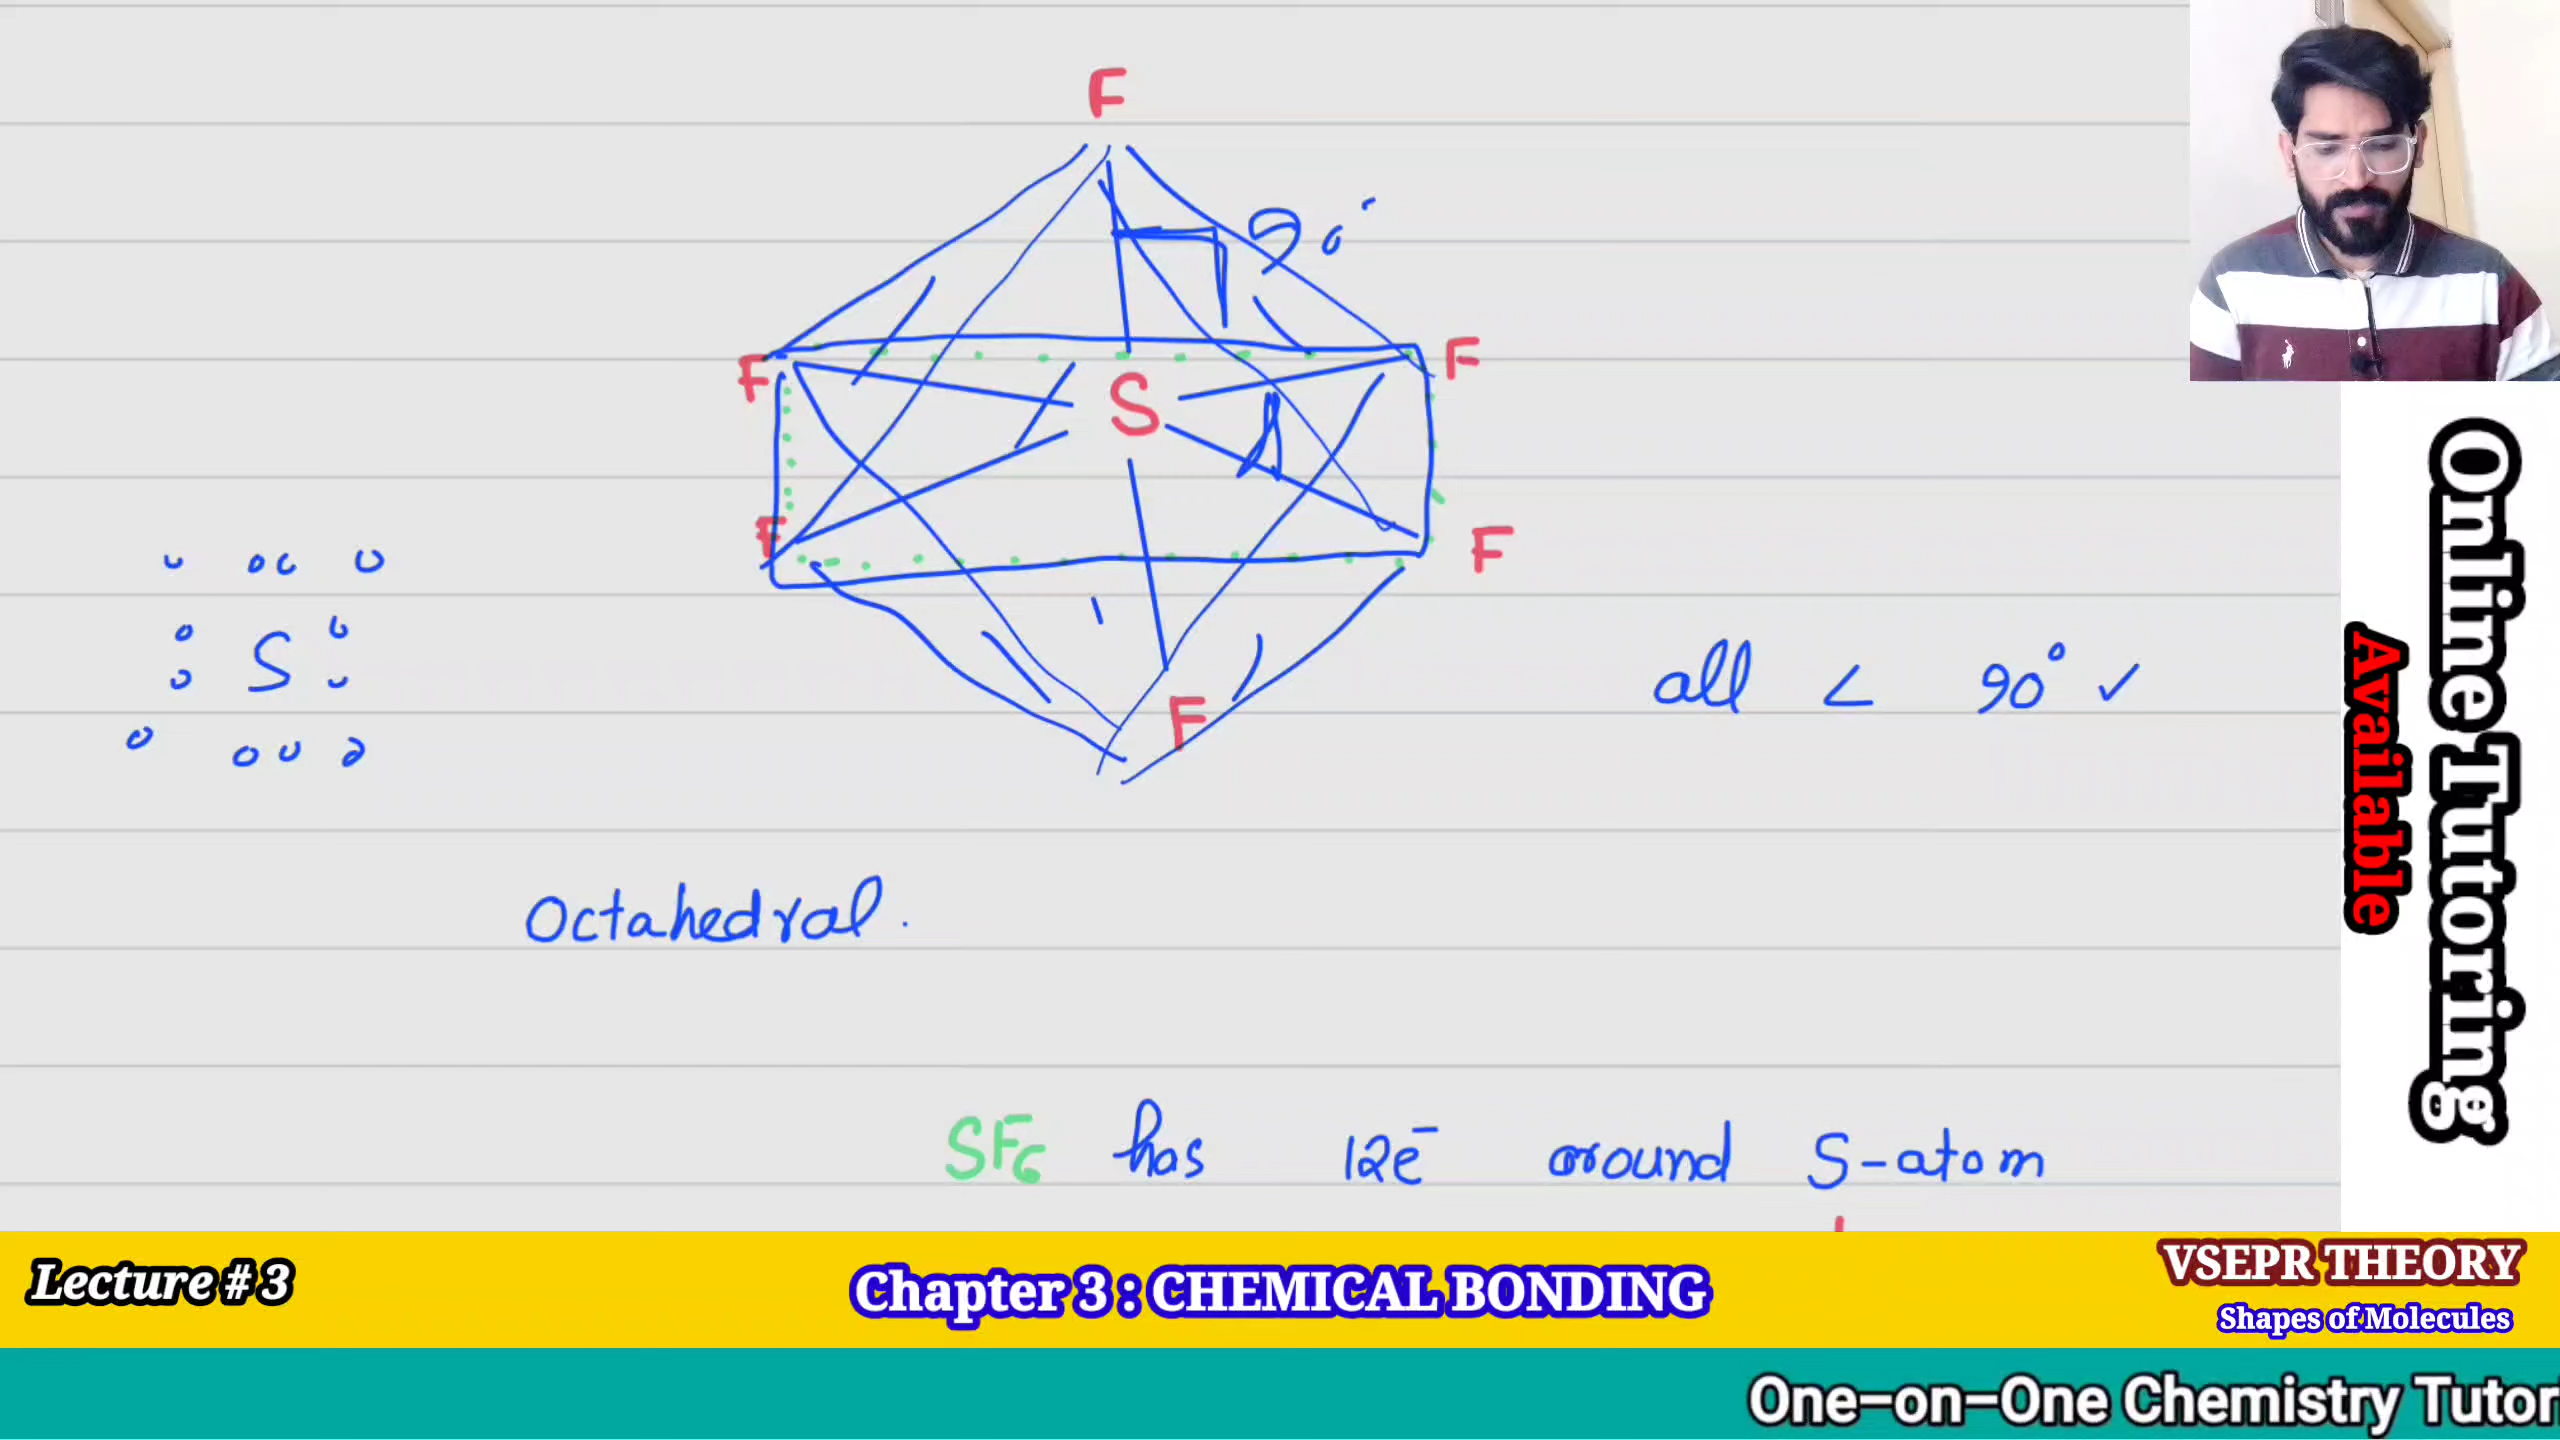 F
90°
F
S
F
F
F
S
all < 90° ✓
F
Octahedral.
SF6 has 12e⁻ around S-atom
Online Tutoring
Available
Lecture # 3
Chapter 3 : CHEMICAL BONDING
VSEPR THEORY
Shapes of Molecules
One-on-One Chemistry Tutor